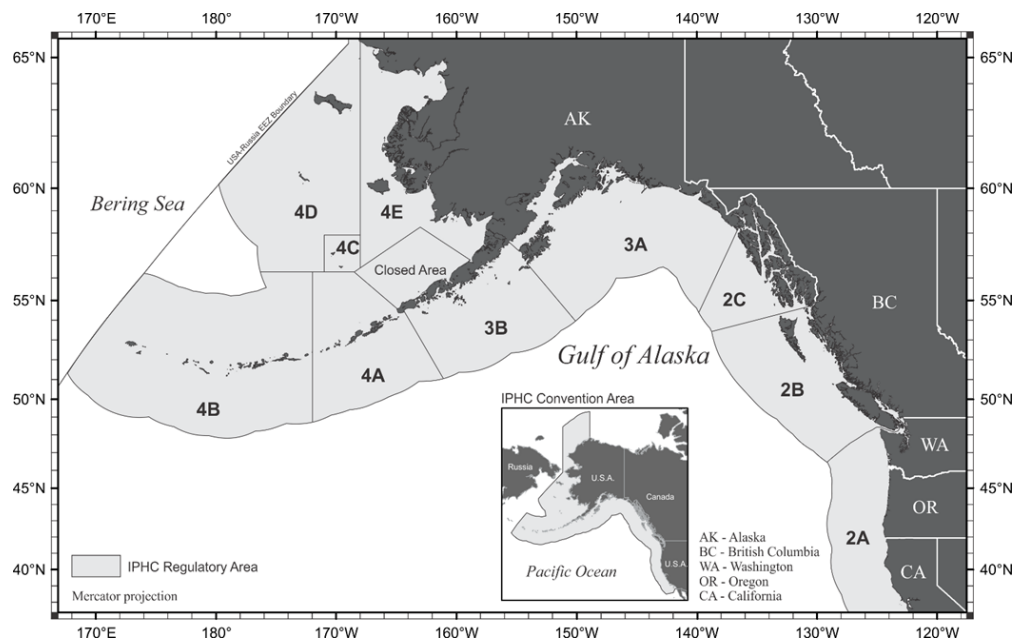 170°E 180° 170°W 160°W 150°W 140°W 130°W 120°W
65°N 65°N
USA-Russia EEZ Boundary
AK
60°N 60°N
Bering Sea
4D 4E
4C
3A
Closed Area
55°N 55°N
2C
BC
3B
Gulf of Alaska
4A
2B
50°N 50°N
4B
IPHC Convention Area
WA
Russia
U.S.A.
Canada
45°N 45°N
OR
2A
AK - Alaska
BC - British Columbia
WA - Washington
OR - Oregon
CA - California
U.S.A.
IPHC Regulatory Area
Pacific Ocean
CA
40°N 40°N
Mercator projection
170°E 180° 170°W 160°W 150°W 140°W 130°W 120°W